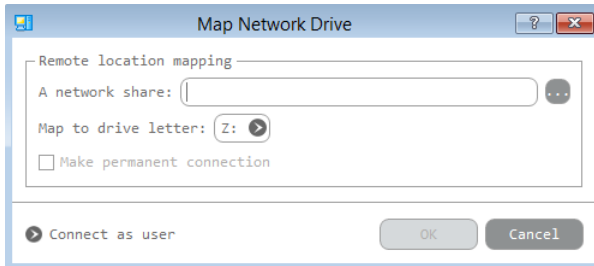 Map Network Drive
?
Remote location mapping
A network share:
...
Map to drive letter: Z:
Make permanent connection
Connect as user
OK
Cancel